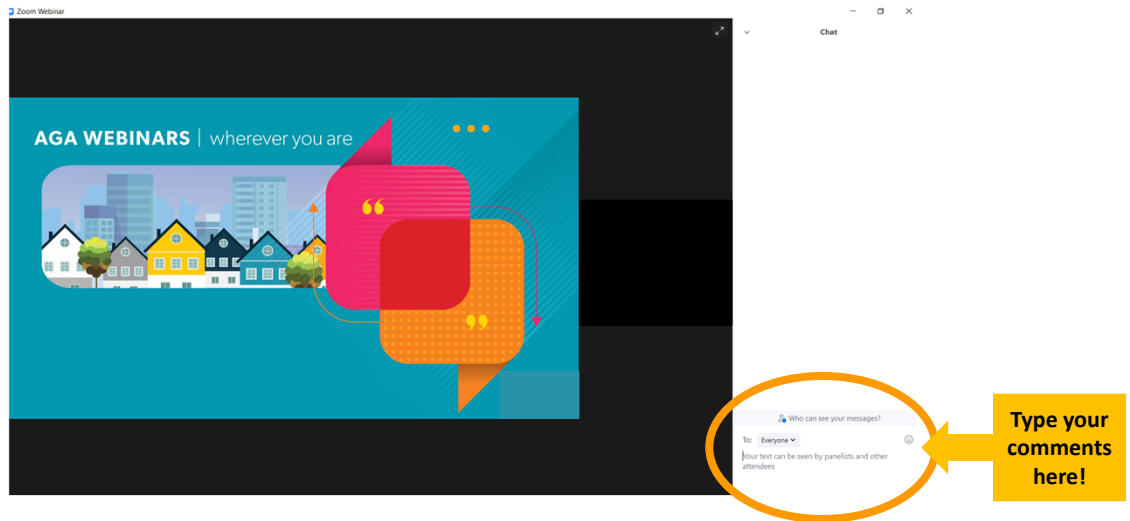 Zoom Webinar
Chat
AGA WEBINARS | wherever you are
“
”
Who can see your messages?
To: Everyone
Your text can be seen by panelists and other
attendees
Type your
comments
here!